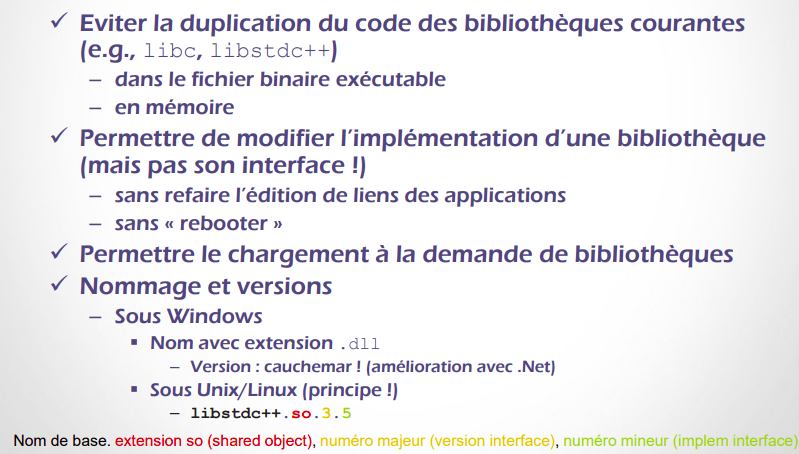 ✓ Eviter la duplication du code des bibliothèques courantes
(e.g., libc, libstdc++)
– dans le fichier binaire exécutable
– en mémoire
✓ Permettre de modifier l'implémentation d'une bibliothèque
(mais pas son interface !)
– sans refaire l'édition de liens des applications
– sans « rebooter »
✓ Permettre le chargement à la demande de bibliothèques
✓ Nommage et versions
– Sous Windows
▪ Nom avec extension .dll
– Version : cauchemar ! (amélioration avec .Net)
▪ Sous Unix/Linux (principe !)
– libstdc++.so.3.5
Nom de base. extension so (shared object), numéro majeur (version interface), numéro mineur (implem interface)